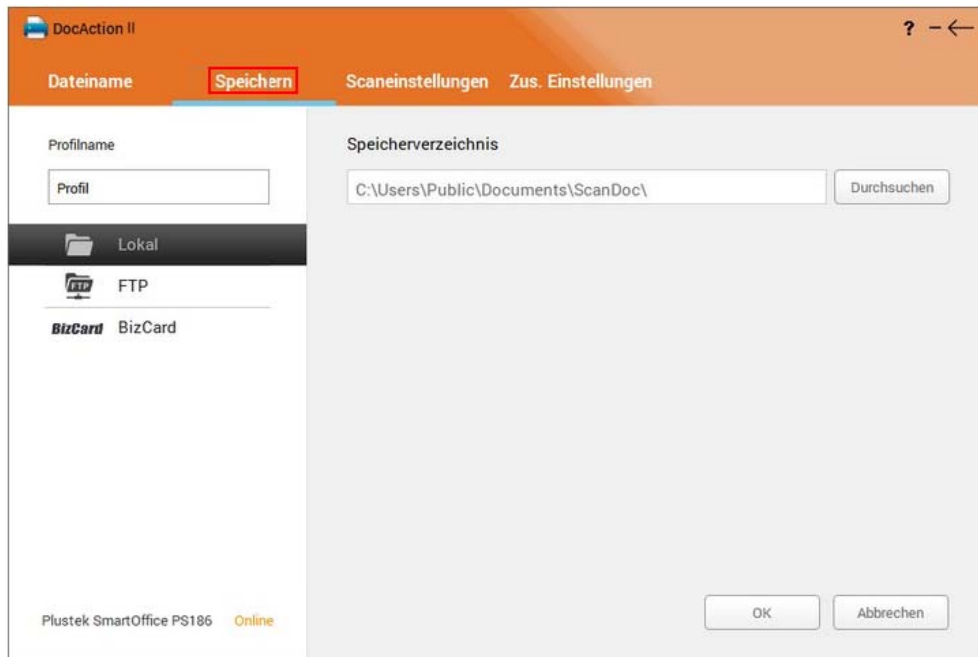 DocAction II
? – ←
Dateiname Speichern Scaneinstellungen Zus. Einstellungen
Profilname
Profil
Lokal
FTP FTP
BizCard BizCard
Speicherverzeichnis
C:\Users\Public\Documents\ScanDoc\ Durchsuchen
Plustek SmartOffice PS186 Online
OK Abbrechen